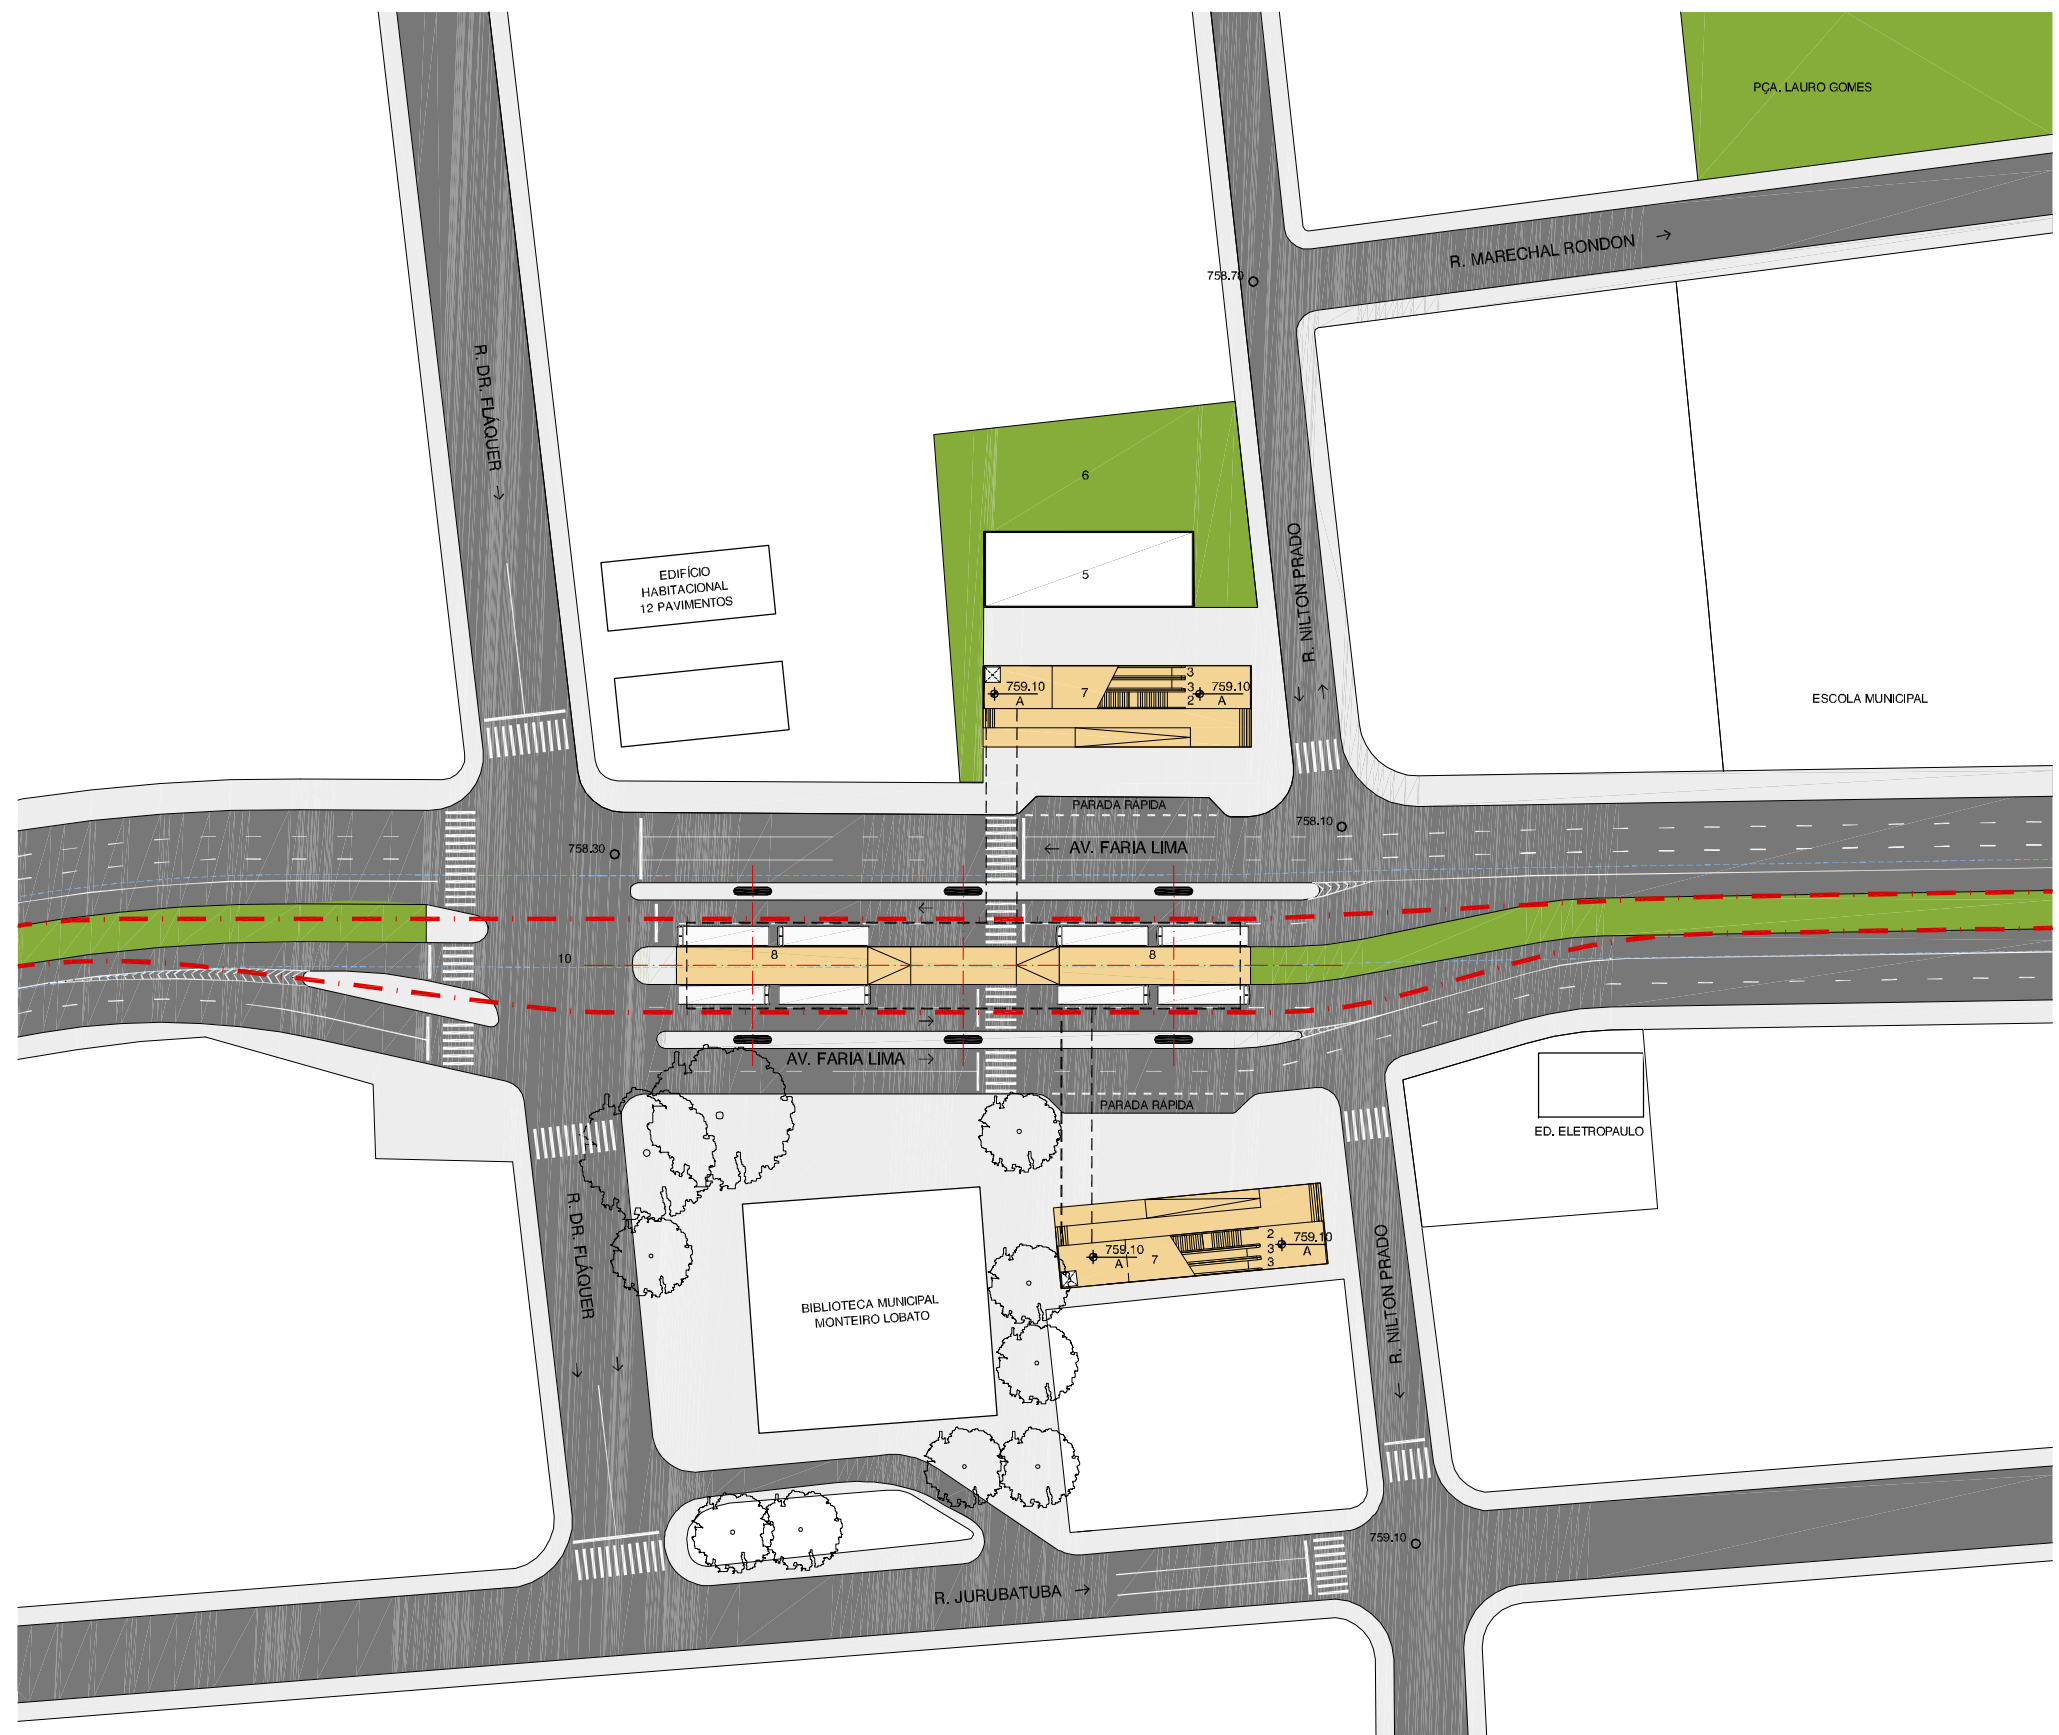 PÇA. LAURO GOMES
R. MARECHAL RONDON →
758.70
R. DR. FLÁQUER →
6
5
R. NILTON PRADO
← →
EDIFÍCIO
HABITACIONAL
12 PAVIMENTOS
759.10
A
7
3
3
2
759.10
A
ESCOLA MUNICIPAL
PARADA RÁPIDA
758.30
← AV. FARIA LIMA
758.10
←
10
8
8
→
AV. FARIA LIMA →
PARADA RÁPIDA
ED. ELETROPAULO
R. DR. FLÁQUER
→ →
759.10
A
7
2
3
3
759.10
A
R. NILTON PRADO →
BIBLIOTECA MUNICIPAL
MONTEIRO LOBATO
759.10
R. JURUBATUBA →